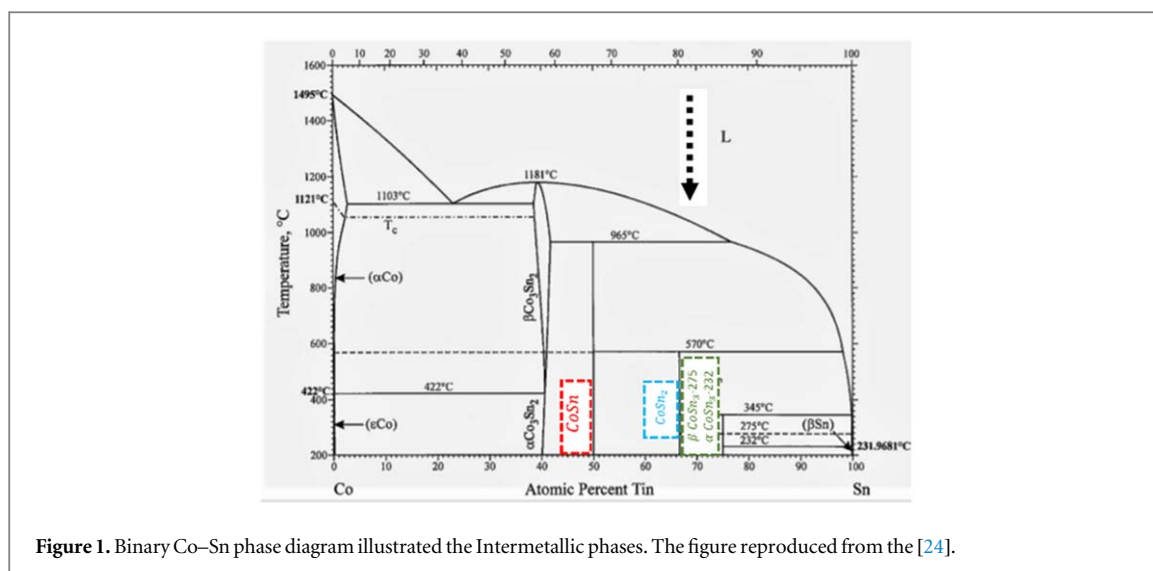 0 10 20 30 40 50 60 70 80 90 100
1600
1495°C
1400
L
1181°C
1200
1121°C
1103°C
Tc
1000
965°C
Temperature, °C
(αCo)
800
βCo3Sn2
600
570°C
422°C
422°C
400
345°C
275°C
(βSn)
232°C
231.9681°C
(εCo)
αCo3Sn2
CoSn
CoSn2
β CoSn3-275
α CoSn3-232
200
0 10 20 30 40 50 60 70 80 90 100
Co Atomic Percent Tin Sn
Figure 1. Binary Co–Sn phase diagram illustrated the Intermetallic phases. The figure reproduced from the [24].